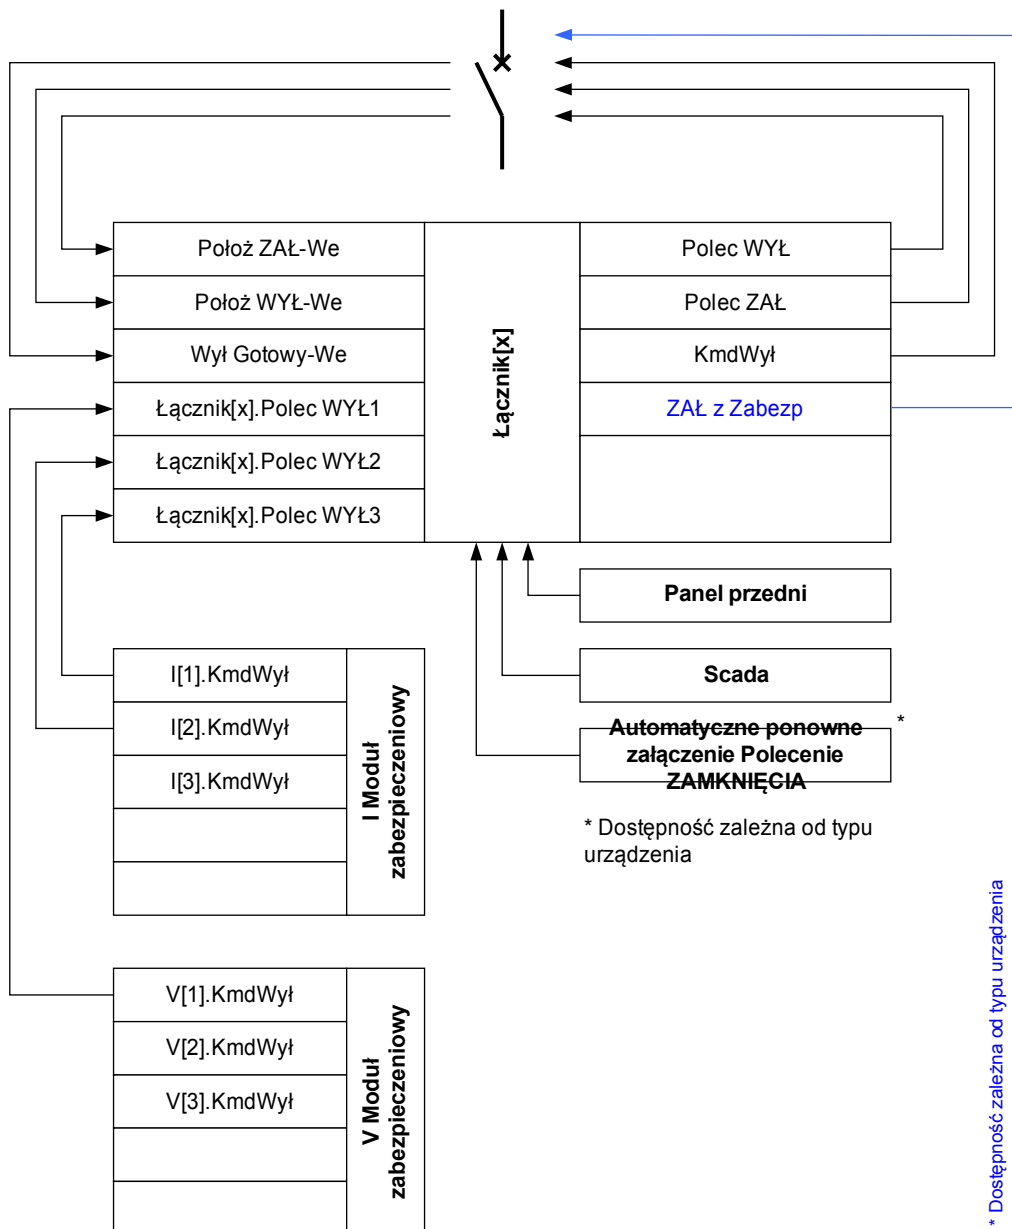 Położ ZAŁ-We
Położ WYŁ-We
Wył Gotowy-We
Łącznik[x].Polec WYŁ1
Łącznik[x].Polec WYŁ2
Łącznik[x].Polec WYŁ3
Łącznik[x]
Polec WYŁ
Polec ZAŁ
KmdWył
ZAŁ z Zabezp
Panel przedni
Scada
Automatyczne ponowne
załączenie Polecenie
ZAMKNIĘCIA
*
* Dostępność zależna od typu
urządzenia
I[1].KmdWył
I[2].KmdWył
I[3].KmdWył
I Moduł
zabezpieczeniowy
V[1].KmdWył
V[2].KmdWył
V[3].KmdWył
V Moduł
zabezpieczeniowy
* Dostępność zależna od typu urządzenia